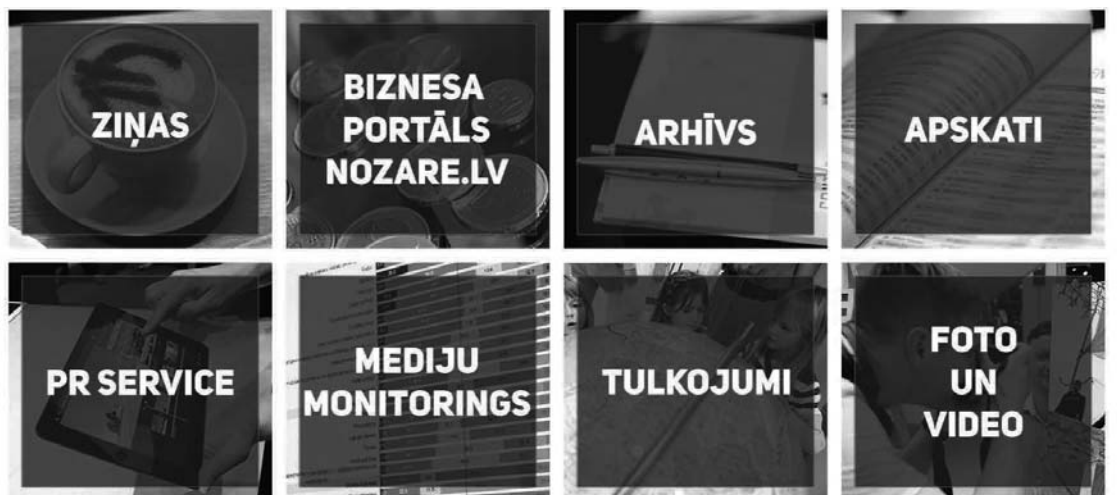 ZIŅAS
BIZNESA
PORTĀLS
NOZARE.LV
ARHĪVS
APSKATI
PR SERVICE
MEDIJU
MONITORINGS
TULKOJUMI
FOTO
UN
VIDEO